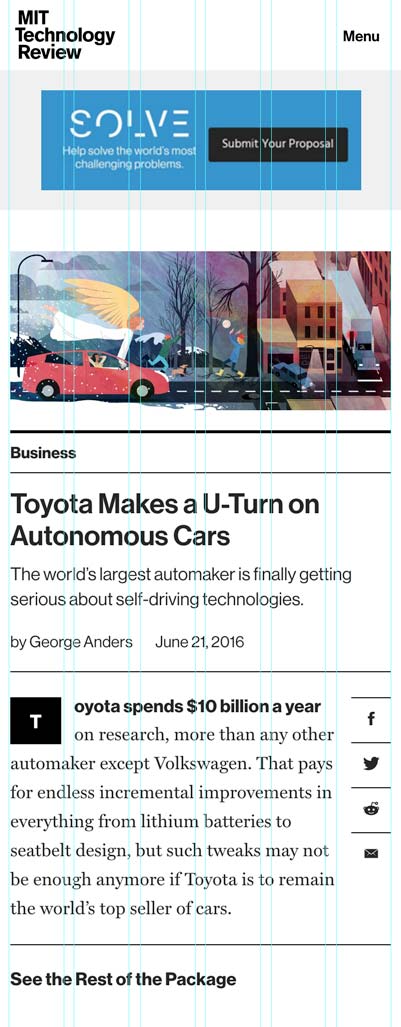 MIT
Technology
Review
Menu
SOLVE
Help solve the world's most
challenging problems.
Submit Your Proposal
Business
Toyota Makes a U-Turn on
Autonomous Cars
The world's largest automaker is finally getting
serious about self-driving technologies.
by George Anders June 21, 2016
Toyota spends $10 billion a year
on research, more than any other
automaker except Volkswagen. That pays
for endless incremental improvements in
everything from lithium batteries to
seatbelt design, but such tweaks may not
be enough anymore if Toyota is to remain
the world's top seller of cars.
See the Rest of the Package